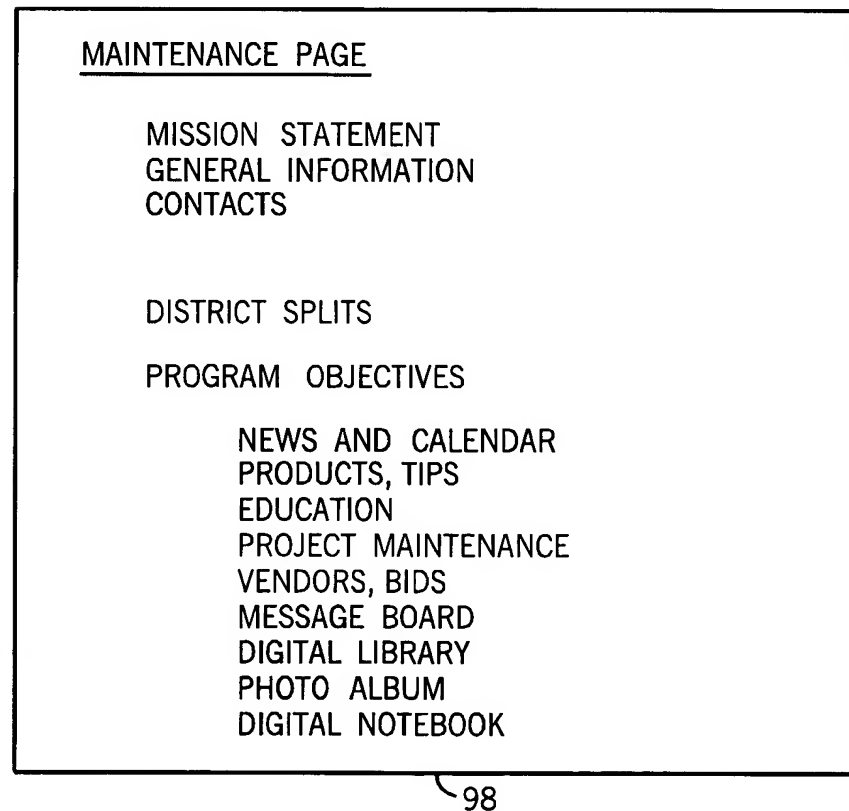 MAINTENANCE PAGE
MISSION STATEMENT
GENERAL INFORMATION
CONTACTS
DISTRICT SPLITS
PROGRAM OBJECTIVES
NEWS AND CALENDAR
PRODUCTS, TIPS
EDUCATION
PROJECT MAINTENANCE
VENDORS, BIDS
MESSAGE BOARD
DIGITAL LIBRARY
PHOTO ALBUM
DIGITAL NOTEBOOK
98